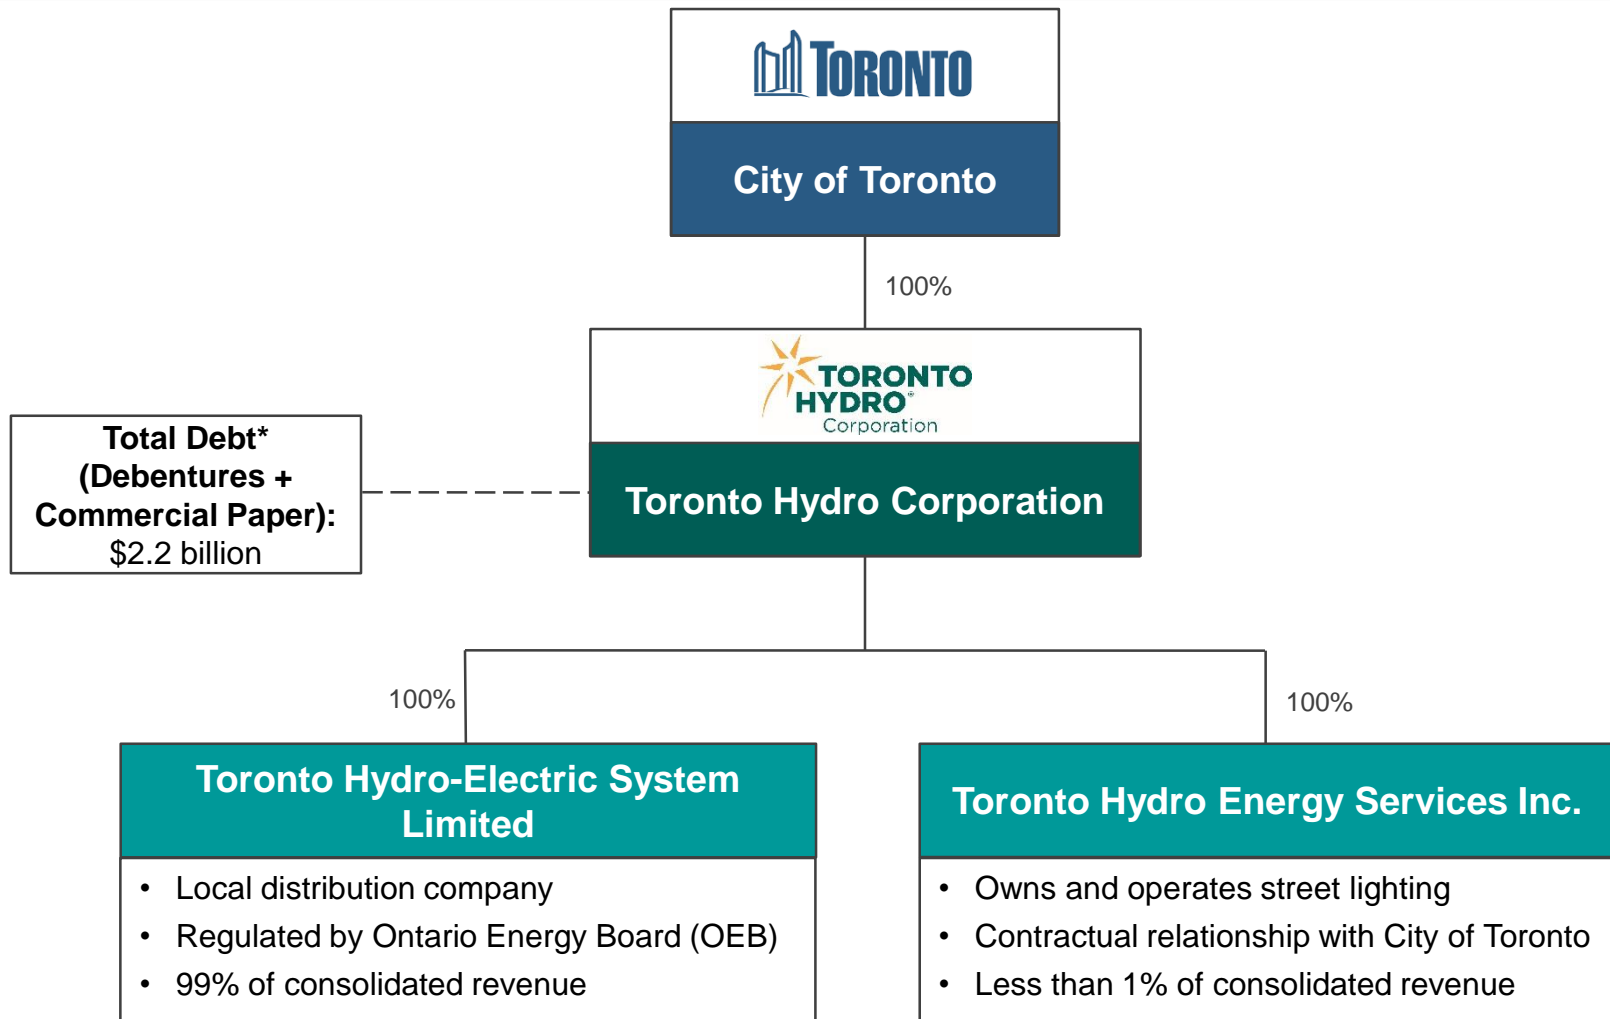 TORONTO
City of Toronto
100%
TORONTO
HYDRO®
Corporation
Total Debt*
(Debentures +
Commercial Paper):
$2.2 billion
Toronto Hydro Corporation
100%
100%
Toronto Hydro-Electric System
Limited
• Local distribution company
• Regulated by Ontario Energy Board (OEB)
• 99% of consolidated revenue
Toronto Hydro Energy Services Inc.
• Owns and operates street lighting
• Contractual relationship with City of Toronto
• Less than 1% of consolidated revenue